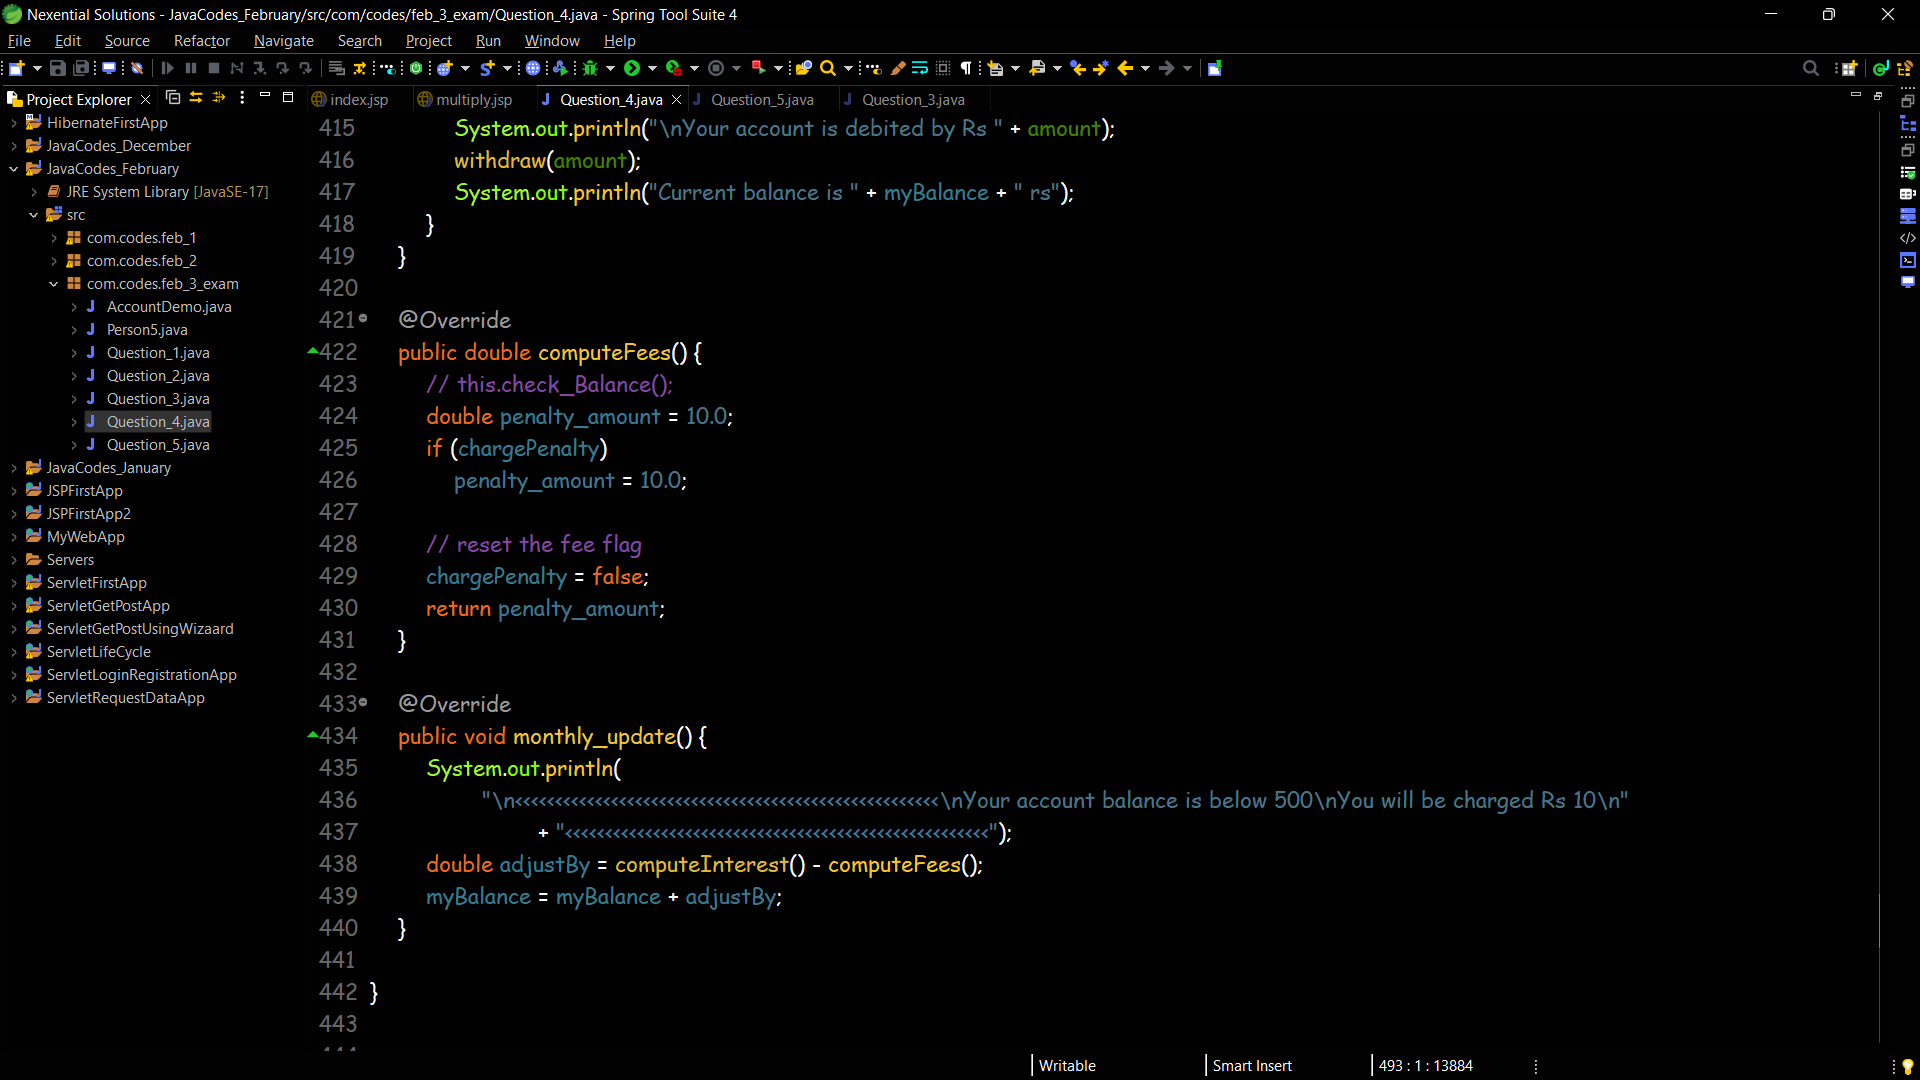 Nexential Solutions - JavaCodes_February/src/com/codes/feb_3_exam/Question_4.java - Spring Tool Suite 4
File Edit Source Refactor Navigate Search Project Run Window Help
Project Explorer
index.jsp
multiply.jsp
Question_4.java
Question_5.java
Question_3.java
HibernateFirstApp
JavaCodes_December
JavaCodes_February
JRE System Library [JavaSE-17]
src
com.codes.feb_1
com.codes.feb_2
com.codes.feb_3_exam
AccountDemo.java
Person5.java
Question_1.java
Question_2.java
Question_3.java
Question_4.java
Question_5.java
JavaCodes_January
JSPFirstApp
JSPFirstApp2
MyWebApp
Servers
ServletFirstApp
ServletGetPostApp
ServletGetPostUsingWizaard
ServletLifeCycle
ServletLoginRegistrationApp
ServletRequestDataApp
415 System.out.println("\nYour account is debited by Rs " + amount);
416 withdraw(amount);
417 System.out.println("Current balance is " + myBalance + " rs");
418 }
419 }
420
421 @Override
422 public double computeFees() {
423 // this.check_Balance();
424 double penalty_amount = 10.0;
425 if (chargePenalty)
426 penalty_amount = 10.0;
427
428 // reset the fee flag
429 chargePenalty = false;
430 return penalty_amount;
431 }
432
433 @Override
434 public void monthly_update() {
435 System.out.println(
436 "\n<<<<<<<<<<<<<<<<<<<<<<<<<<<<<<<<<<<<<<<<<<<<<<<<<<<<<\nYour account balance is below 500\nYou will be charged Rs 10\n"
437 + "<<<<<<<<<<<<<<<<<<<<<<<<<<<<<<<<<<<<<<<<<<<<<<<<<<<<<");
438 double adjustBy = computeInterest() - computeFees();
439 myBalance = myBalance + adjustBy;
440 }
441
442 }
443
Writable
Smart Insert
493 : 1 : 13884